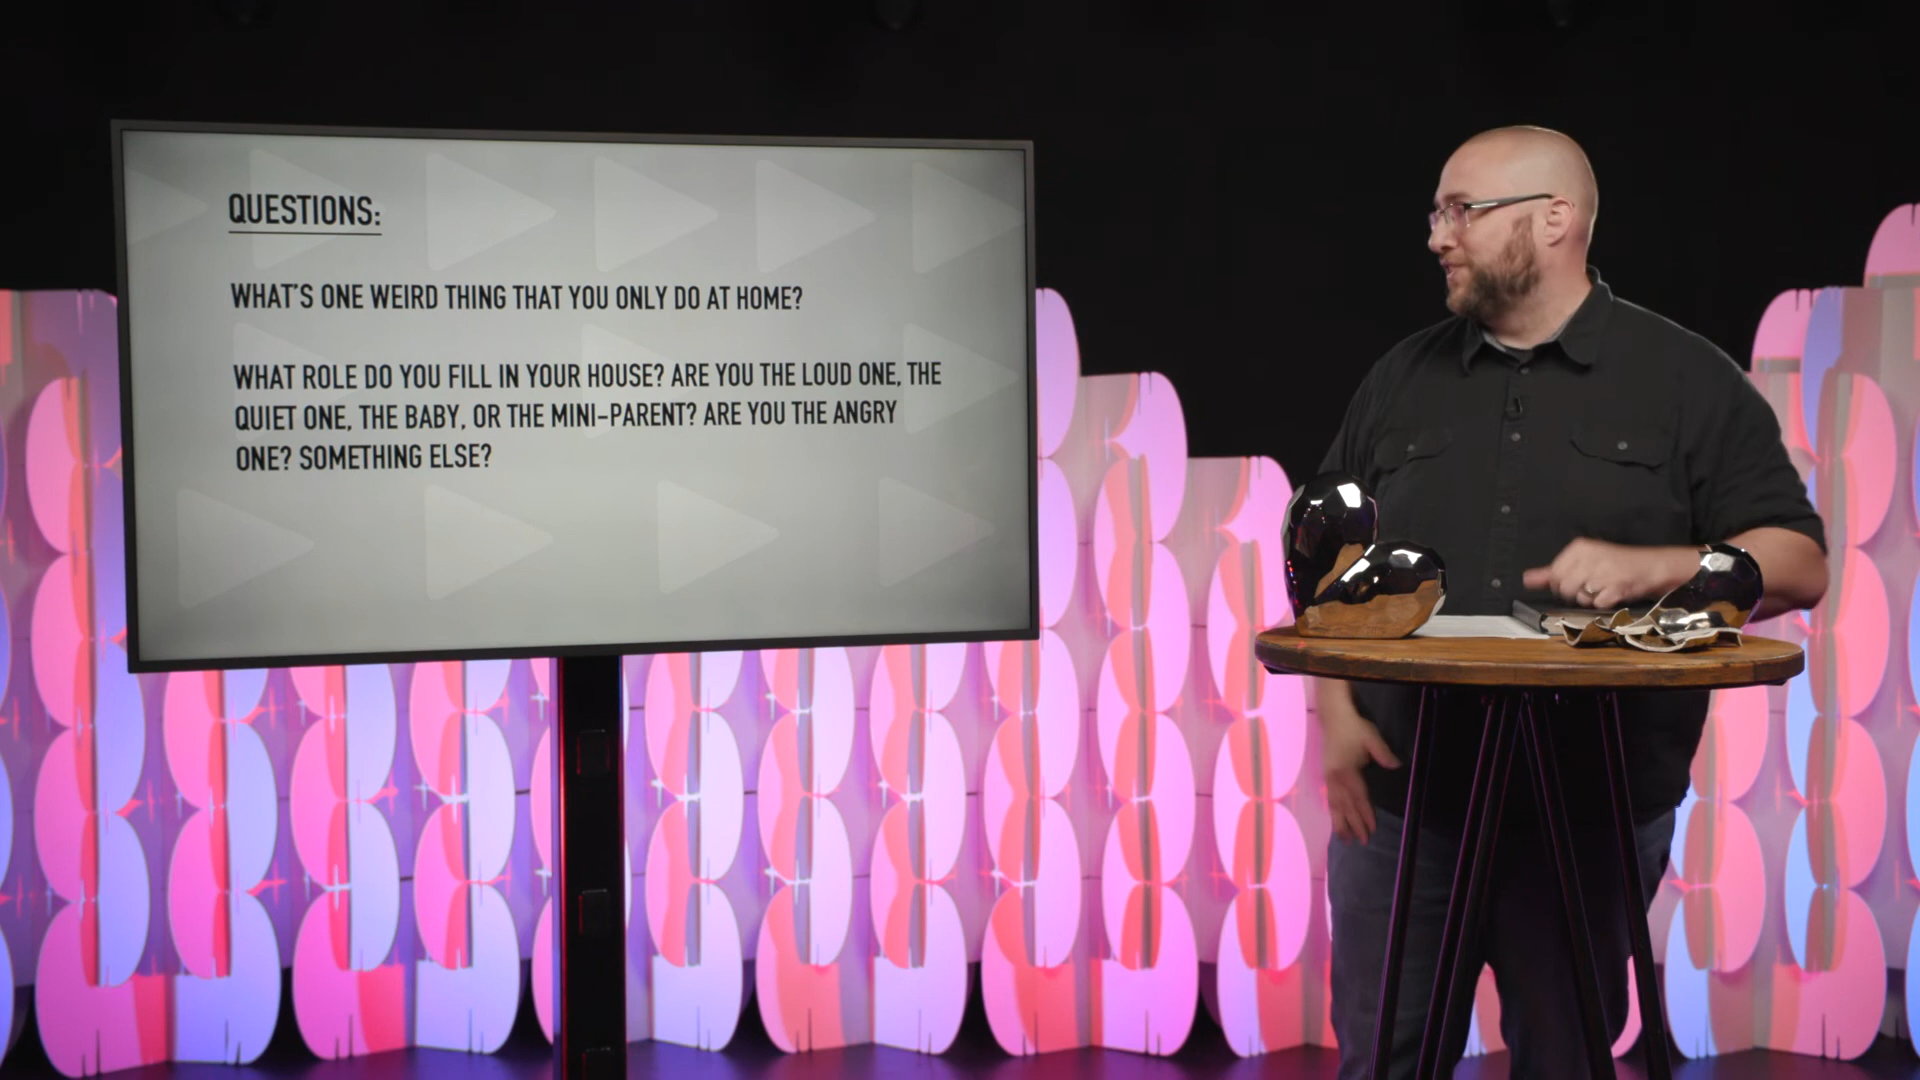 QUESTIONS:
WHAT'S ONE WEIRD THING THAT YOU ONLY DO AT HOME?
WHAT ROLE DO YOU FILL IN YOUR HOUSE? ARE YOU THE LOUD ONE, THE
QUIET ONE, THE BABY, OR THE MINI-PARENT? ARE YOU THE ANGRY
ONE? SOMETHING ELSE?